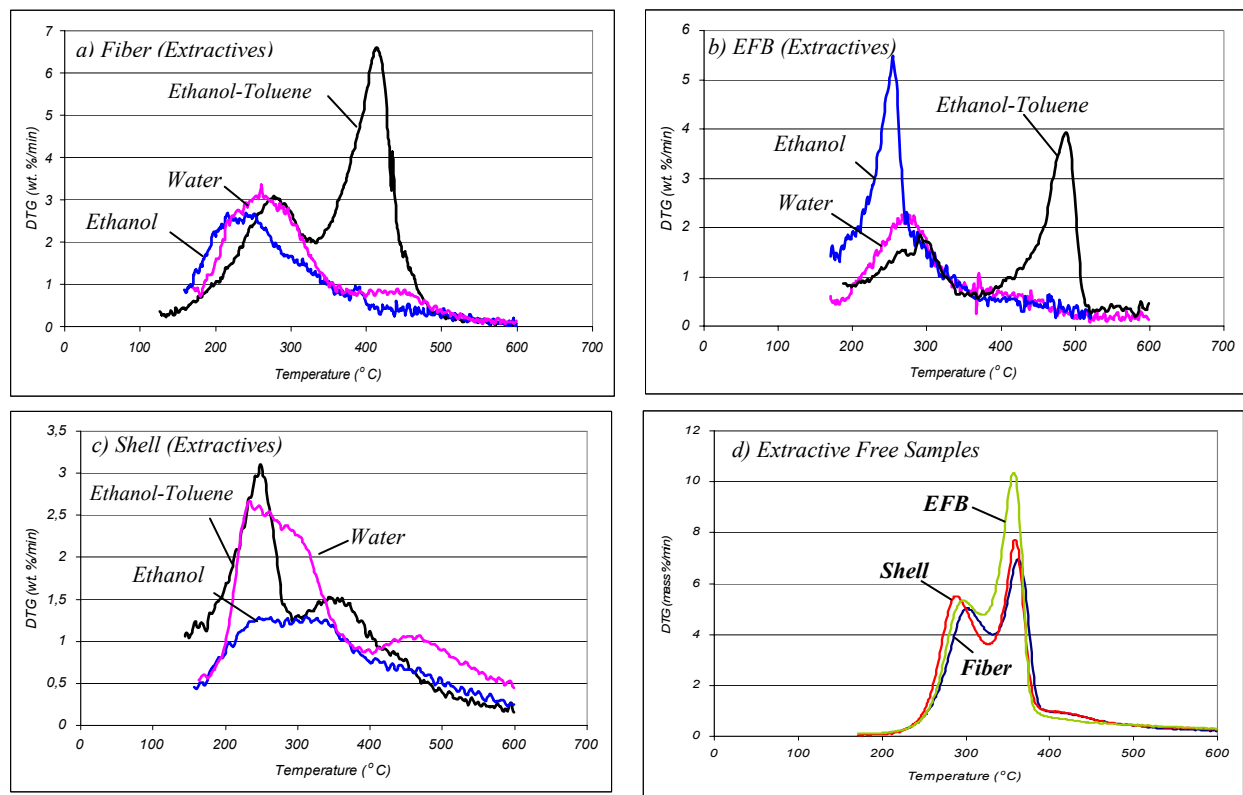 a) Fiber (Extractives)
DTG (wt. %/min)
7
6
5
4
3
2
1
0
Ethanol-Toluene
Water
Ethanol
0 100 200 300 400 500 600 700
Temperature (° C)
b) EFB (Extractives)
DTG (wt. %/min)
6
5
4
3
2
1
0
Ethanol-Toluene
Ethanol
Water
0 100 200 300 400 500 600 700
Temperature (° C)
c) Shell (Extractives)
DTG (wt. %/min)
3,5
3
2,5
2
1,5
1
0,5
0
Ethanol-Toluene
Water
Ethanol
0 100 200 300 400 500 600 700
Temperature (° C)
d) Extractive Free Samples
DTG (mass%/min)
12
10
8
6
4
2
0
EFB
Shell
Fiber
0 100 200 300 400 500 600
Temperature (° C)